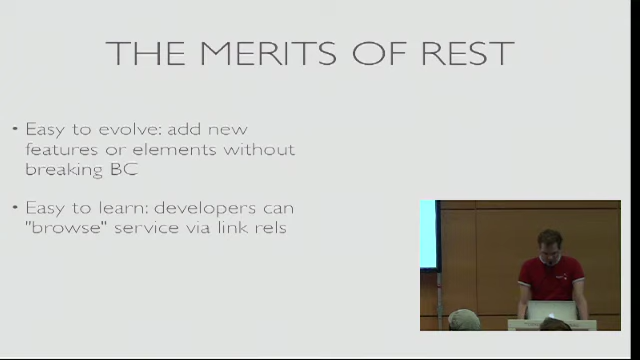 THE MERITS OF REST
• Easy to evolve: add new
features or elements without
breaking BC
• Easy to learn: developers can
"browse" service via link rels